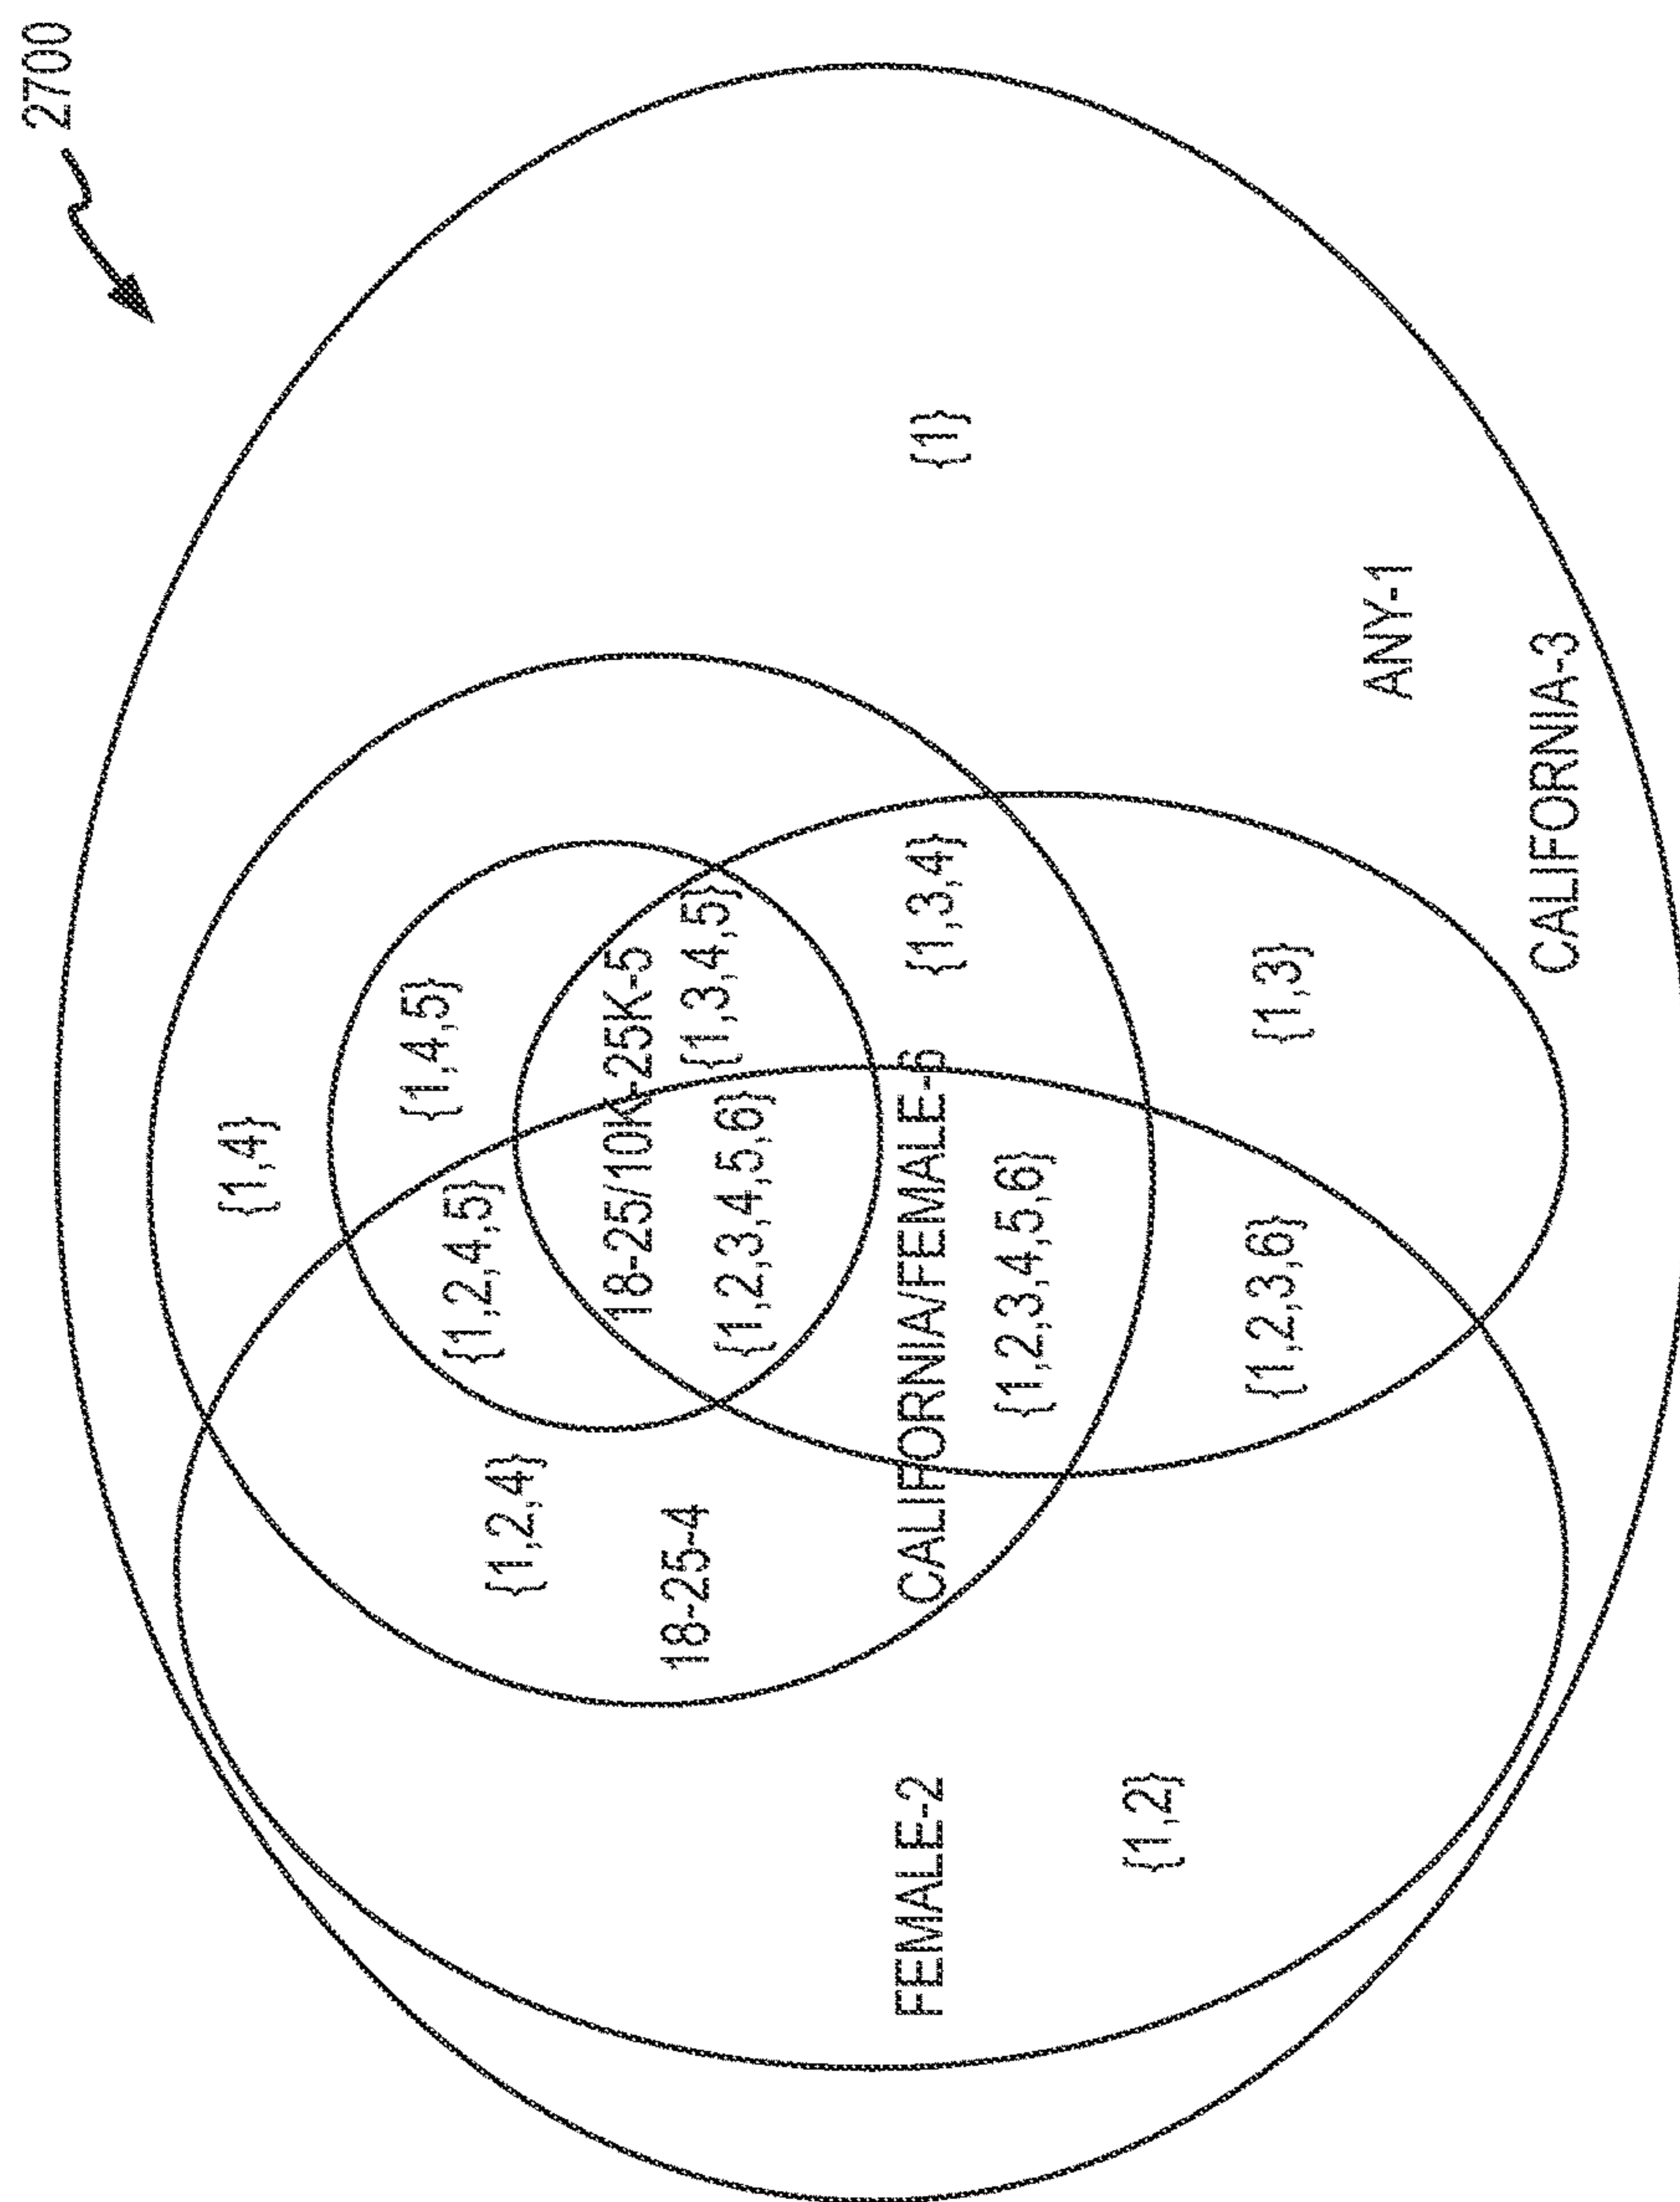 2700
{1,4}
{1,4,5}
{1,2,4,5}
{1,2,4}
18-25/10K-25K-5
18-25-4
{1,2,3,4,5,6}
{1,3,4,5}
FEMALE-2
CALIFORNIA/FEMALE-6
{1,3,4}
{1}
{1,2,3,4,5,6}
{1,2}
{1,2,3,6}
{1,3}
ANY-1
CALIFORNIA-3